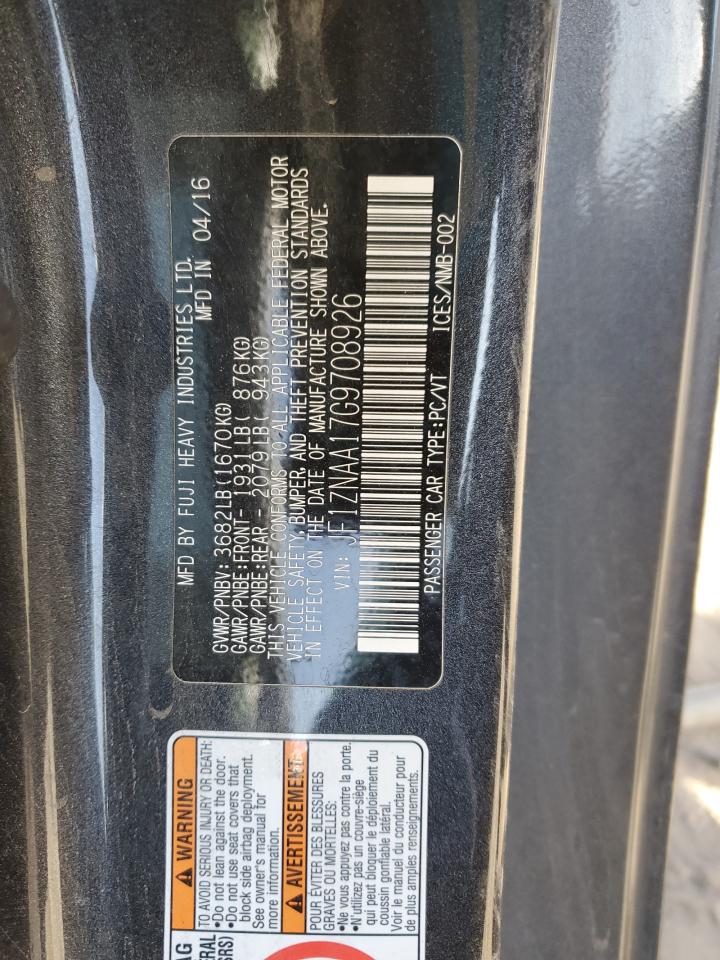 MFD BY FUJI HEAVY INDUSTRIES LTD.
MFD IN 04/16
GVWR/PNBV: 3682LB(1670KG)
GAWR/PNBE:FRONT- 1931LB( 876KG)
GAWR/PNBE:REAR - 2079LB( 943KG)
THIS VEHICLE CONFORMS TO ALL APPLICABLE FEDERAL MOTOR
VEHICLE SAFETY, BUMPER, AND THEFT PREVENTION STANDARDS
IN EFFECT ON THE DATE OF MANUFACTURE SHOWN ABOVE.
VIN: JF1ZNAA17G9708926
PASSENGER CAR TYPE:PC/VT ICES/NMB-002
WARNING
TO AVOID SERIOUS INJURY OR DEATH:
•Do not lean against the door.
•Do not use seat covers that
block side airbag deployment.
See owner's manual for
more information.
AVERTISSEMENT
POUR ÉVITER DES BLESSURES
GRAVES OU MORTELLES:
•Ne vous appuyez pas contre la porte.
•N'utilisez pas un couvre-siège
qui peut bloquer le déploiement du
coussin gonflable latéral.
Voir le manuel du conducteur pour
de plus amples renseignements.